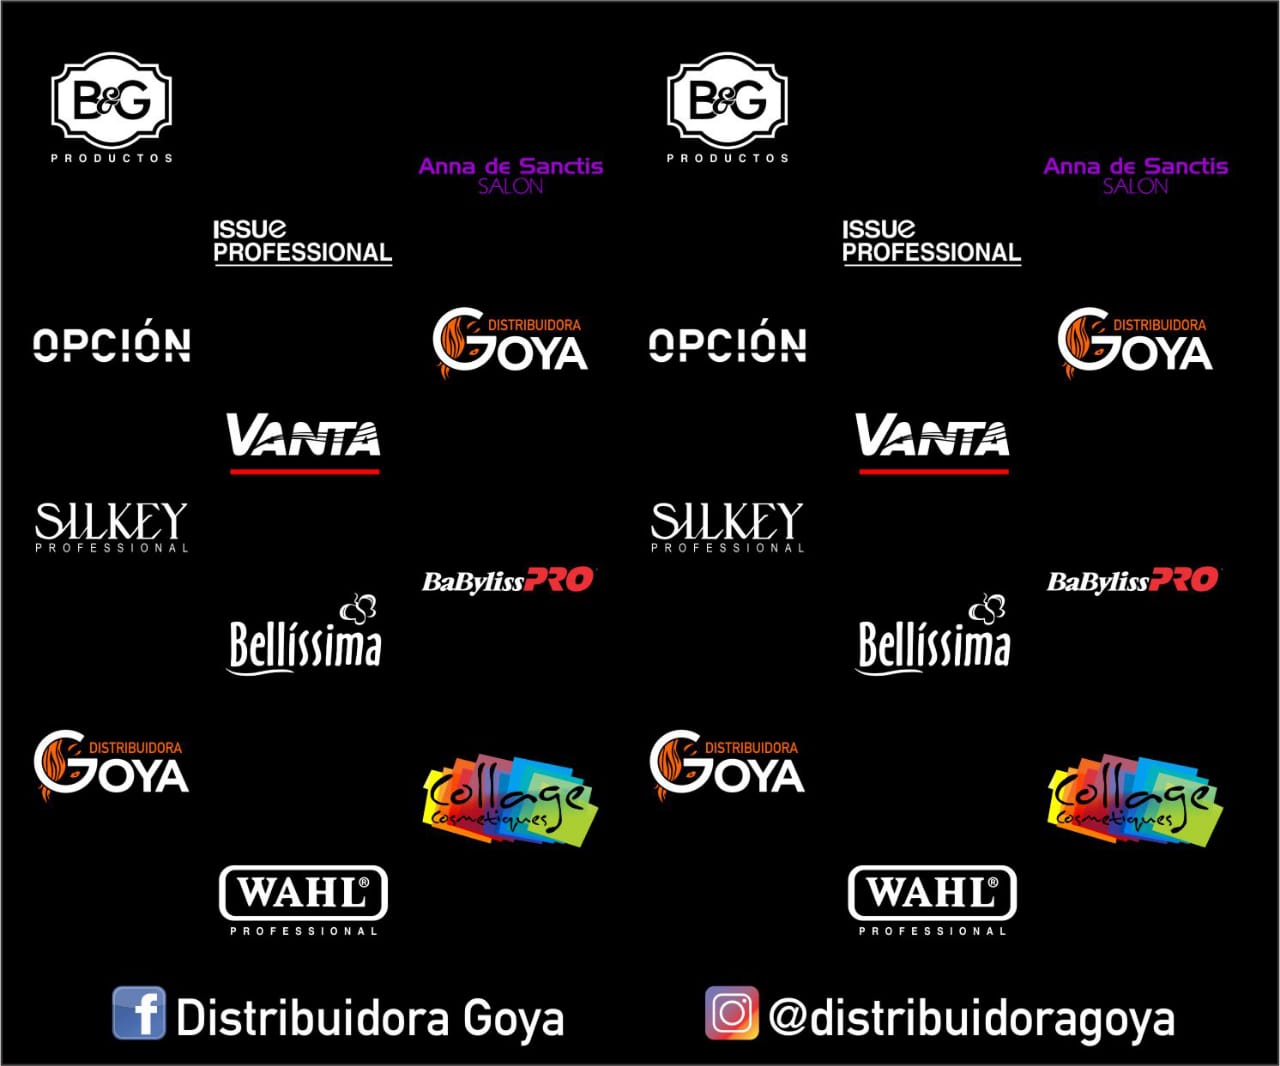 B&G
PRODUCTOS
B&G
PRODUCTOS
Anna de Sanctis
SALON
Anna de Sanctis
SALON
ISSUE
PROFESSIONAL
ISSUE
PROFESSIONAL
OPCIÓN
DISTRIBUIDORA
GOYA
OPCIÓN
DISTRIBUIDORA
GOYA
VANTA
VANTA
SILKEY
PROFESSIONAL
SILKEY
PROFESSIONAL
BaBylissPRO
BaBylissPRO
Bellíssima
Bellíssima
DISTRIBUIDORA
GOYA
DISTRIBUIDORA
GOYA
Collage
Cosmetiques
Collage
Cosmetiques
WAHL®
PROFESSIONAL
WAHL®
PROFESSIONAL
f Distribuidora Goya
@distribuidoragoya